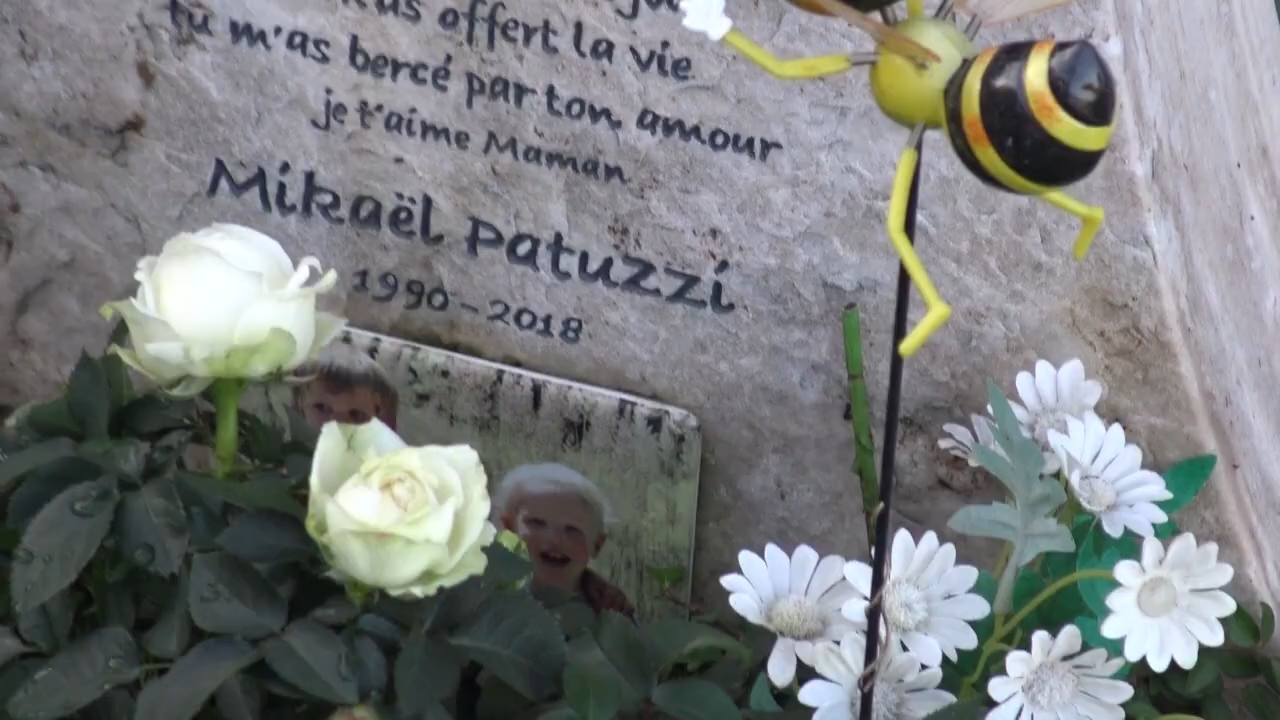 offert la vie
tu m'as bercé par ton amour
je t'aime Maman
Mikaël Patuzzi
1990-2018